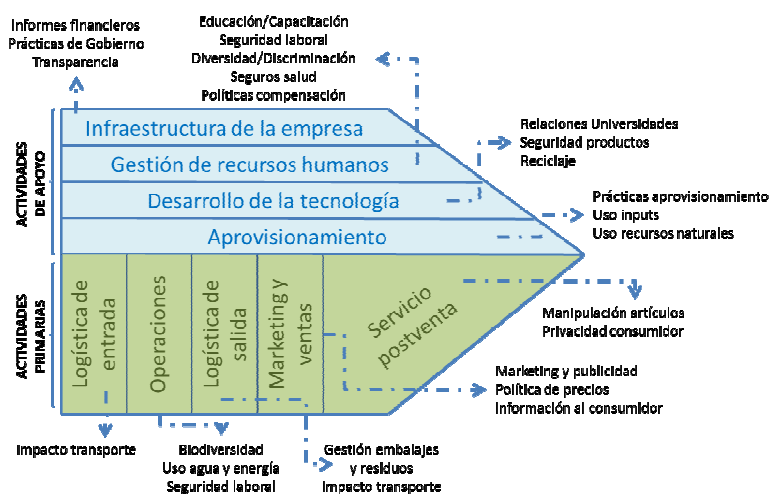 Informes financieros
Prácticas de Gobierno
Transparencia
Educación/Capacitación
Seguridad laboral
Diversidad/Discriminación
Seguros salud
Políticas compensación
ACTIVIDADES
DE APOYO
Infraestructura de la empresa
Gestión de recursos humanos
Desarrollo de la tecnología
Aprovisionamiento
Relaciones Universidades
Seguridad productos
Reciclaje
Prácticas aprovisionamiento
Uso inputs
Uso recursos naturales
ACTIVIDADES
PRIMARIAS
Logística de
entrada
Operaciones
Logística de
salida
Marketing y
ventas
Servicio
postventa
Manipulación artículos
Privacidad consumidor
Marketing y publicidad
Política de precios
Información al consumidor
Impacto transporte
Biodiversidad
Uso agua y energía
Seguridad laboral
Gestión embalajes
y residuos
Impacto transporte